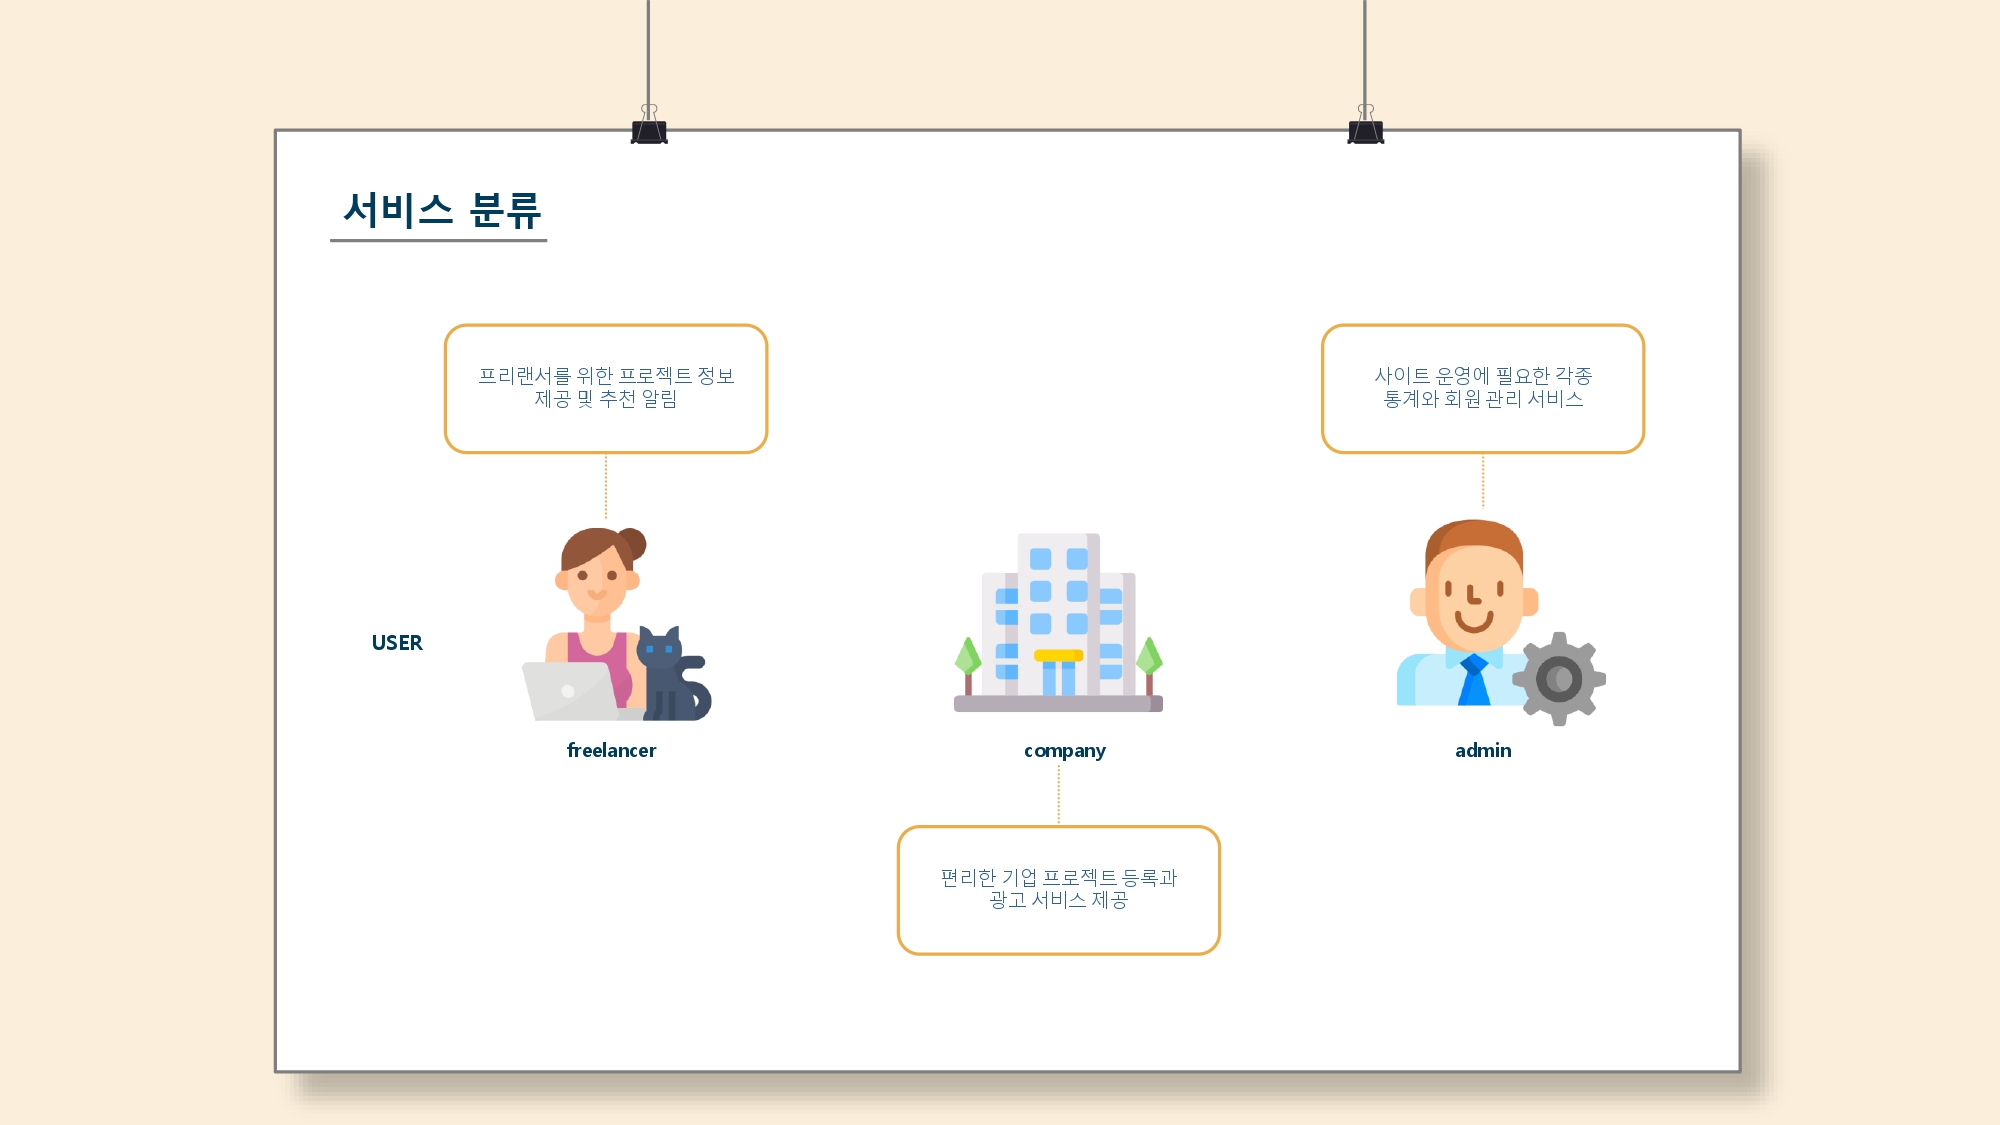 서비스 분류
프리랜서를 위한 프로젝트 정보
제공 및 추천 알림
사이트 운영에 필요한 각종
통계와 회원 관리 서비스
USER
freelancer
company
admin
편리한 기업 프로젝트 등록과
광고 서비스 제공